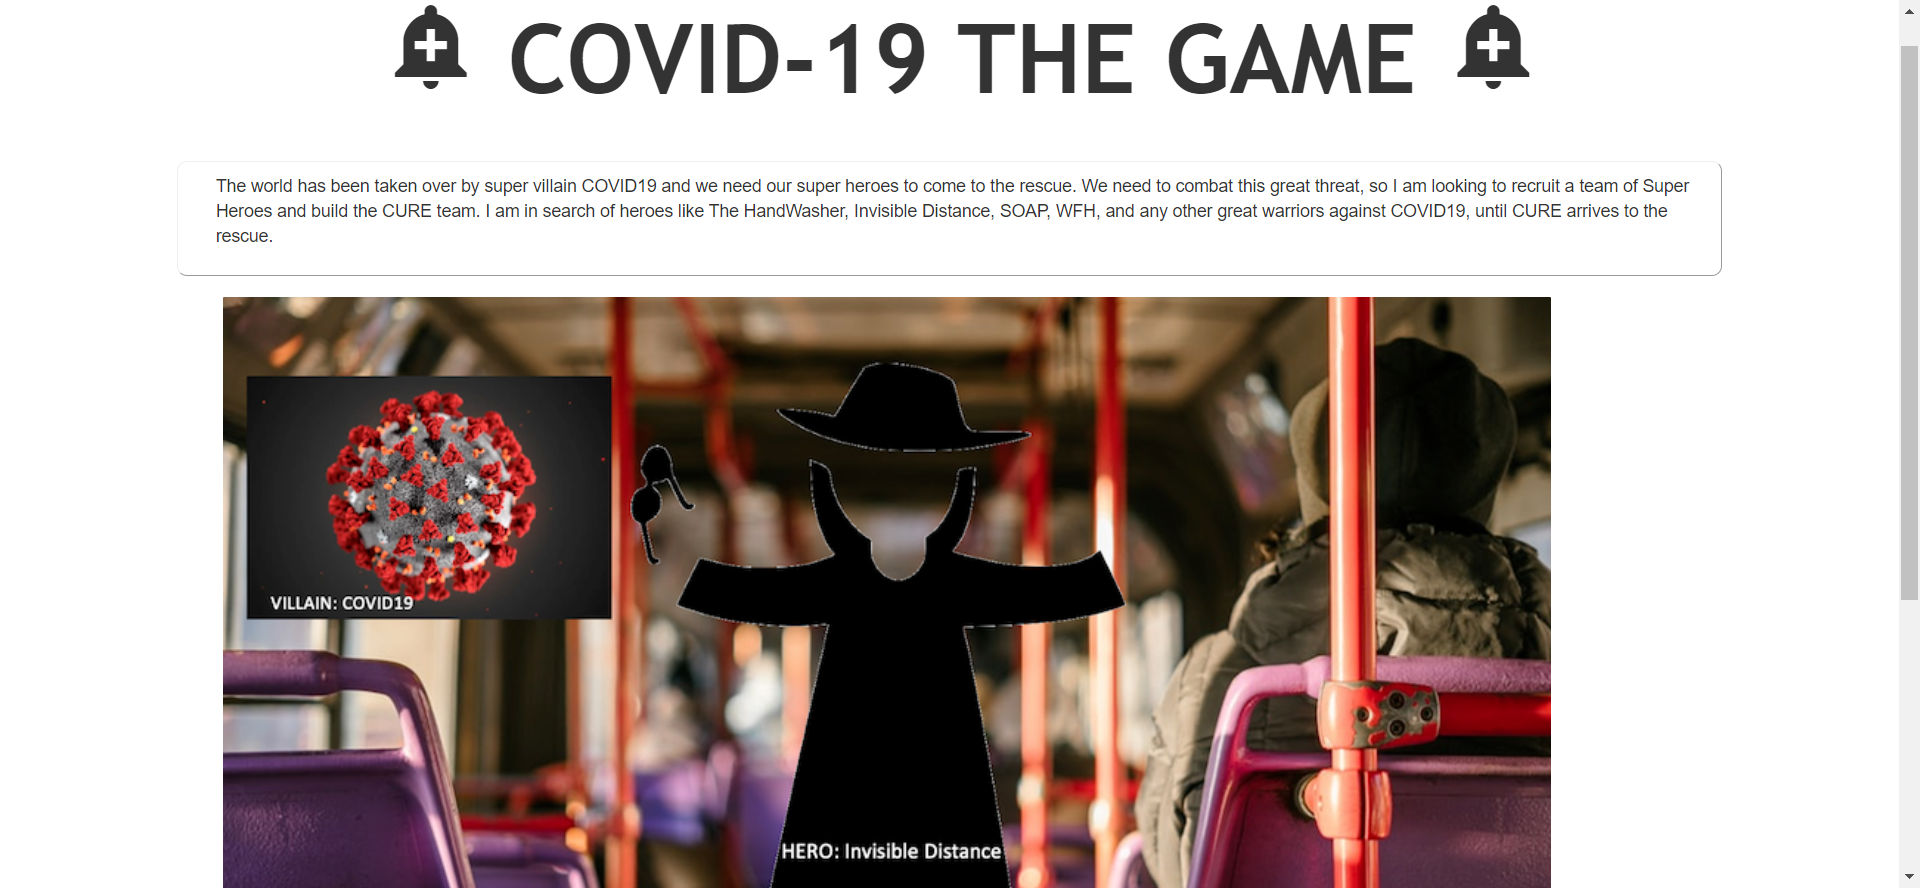 COVID-19 THE GAME
The world has been taken over by super villain COVID19 and we need our super heroes to come to the rescue. We need to combat this great threat, so I am looking to recruit a team of Super
Heroes and build the CURE team. I am in search of heroes like The HandWasher, Invisible Distance, SOAP, WFH, and any other great warriors against COVID19, until CURE arrives to the
rescue.
VILLAIN: COVID19
HERO: Invisible Distance